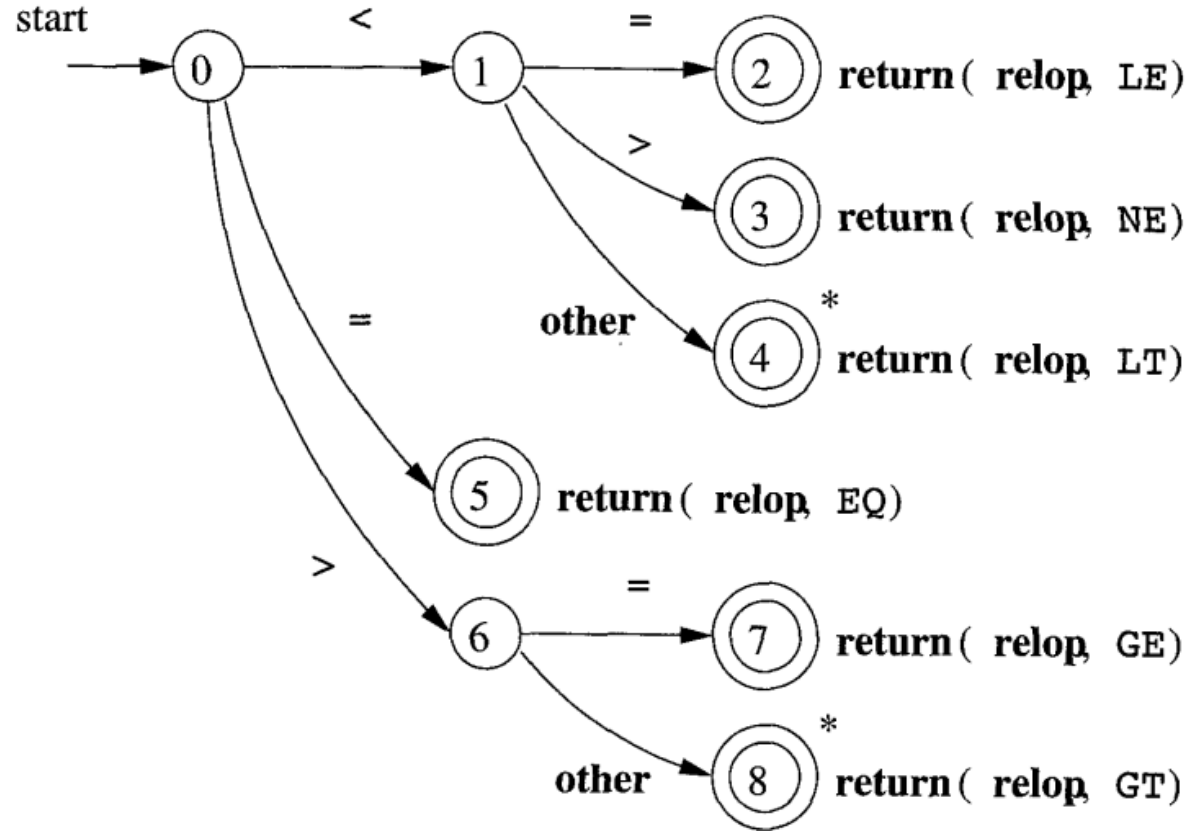 start
<
=
0
1
2
return( relop, LE)
>
3
return( relop, NE)
*
other
=
4
return( relop, LT)
5
return( relop, EQ)
>
=
6
7
return( relop, GE)
*
other
8
return( relop, GT)